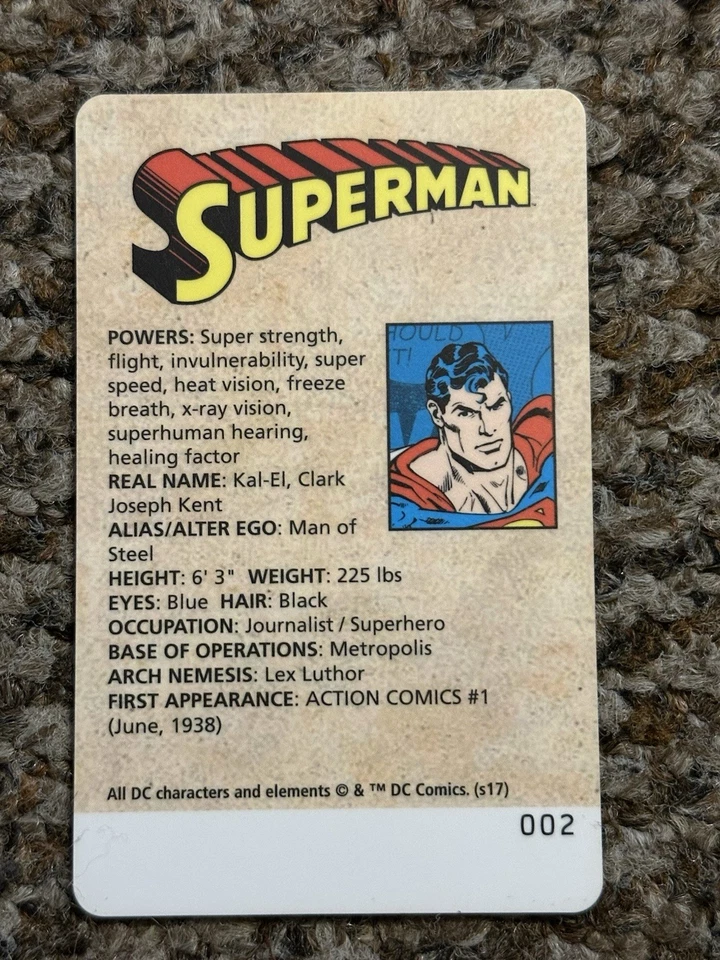 SUPERMAN
HOULD
T!
V
POWERS: Super strength,
flight, invulnerability, super
speed, heat vision, freeze
breath, x-ray vision,
superhuman hearing,
healing factor
REAL NAME: Kal-El, Clark
Joseph Kent
ALIAS/ALTER EGO: Man of
Steel
HEIGHT: 6' 3" WEIGHT: 225 lbs
EYES: Blue HAIR: Black
OCCUPATION: Journalist / Superhero
BASE OF OPERATIONS: Metropolis
ARCH NEMESIS: Lex Luthor
FIRST APPEARANCE: ACTION COMICS #1
(June, 1938)
All DC characters and elements © & ™ DC Comics. (s17)
002